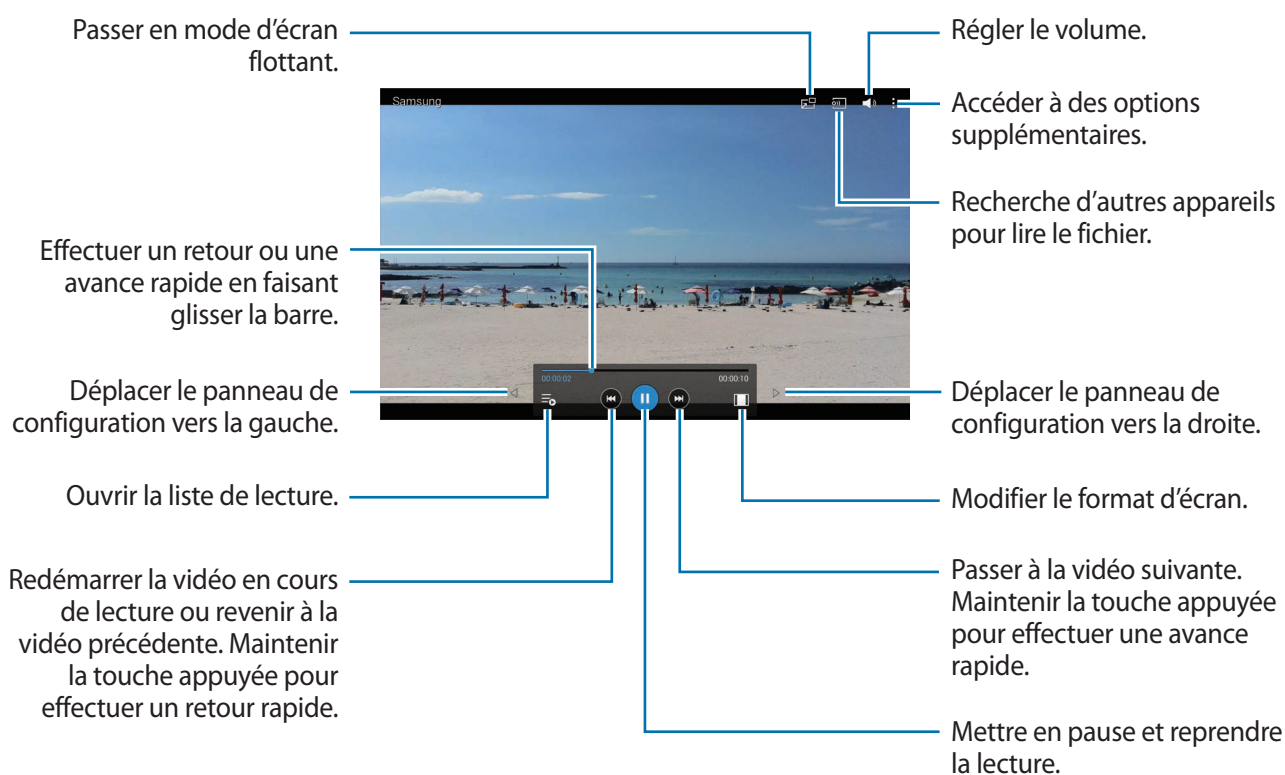 Passer en mode d'écran
flottant.
Régler le volume.
Samsung
Accéder à des options
supplémentaires.
Recherche d'autres appareils
pour lire le fichier.
Effectuer un retour ou une
avance rapide en faisant
glisser la barre.
00:00:02
00:00:10
Déplacer le panneau de
configuration vers la gauche.
Déplacer le panneau de
configuration vers la droite.
Ouvrir la liste de lecture.
Modifier le format d'écran.
Redémarrer la vidéo en cours
de lecture ou revenir à la
vidéo précédente. Maintenir
la touche appuyée pour
effectuer un retour rapide.
Passer à la vidéo suivante.
Maintenir la touche appuyée
pour effectuer une avance
rapide.
Mettre en pause et reprendre
la lecture.